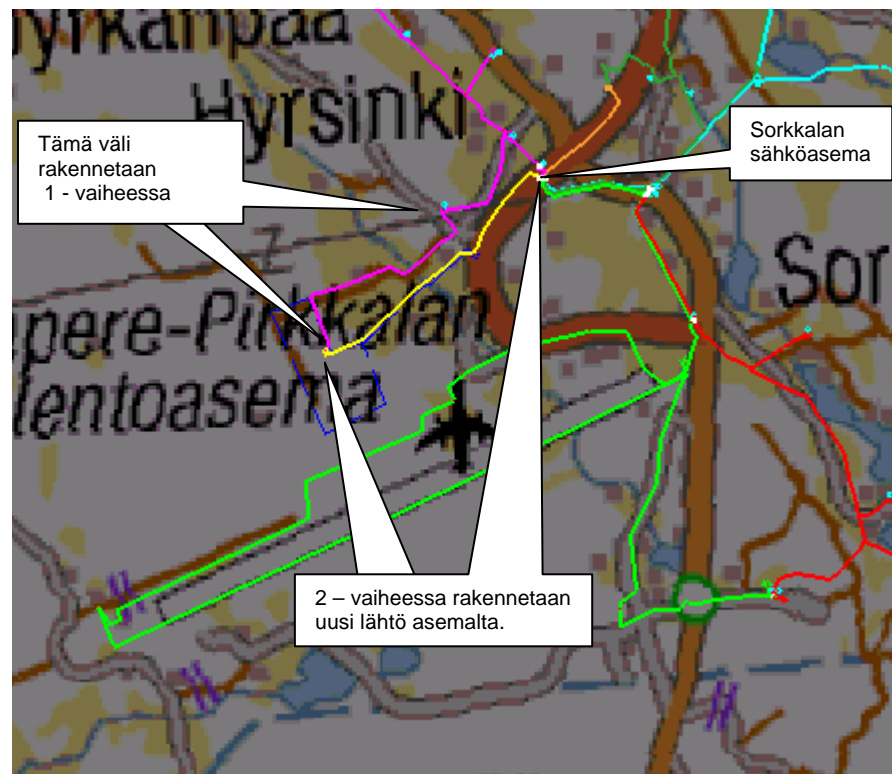 Hyrsinki
Tämä väli
rakennetaan
1 - vaiheessa
Sorkkalan
sähköasema
Sor
pere-Pirkkalan
lentoasema
2 – vaiheessa rakennetaan
uusi lähtö asemalta.